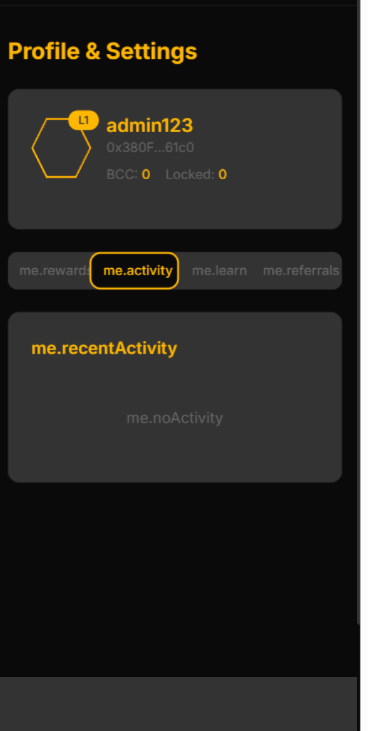 Profile & Settings
L1
admin123
0x380F...61c0
BCC: 0 Locked: 0
me.rewards me.activity me.learn me.referrals
me.recentActivity
me.noActivity